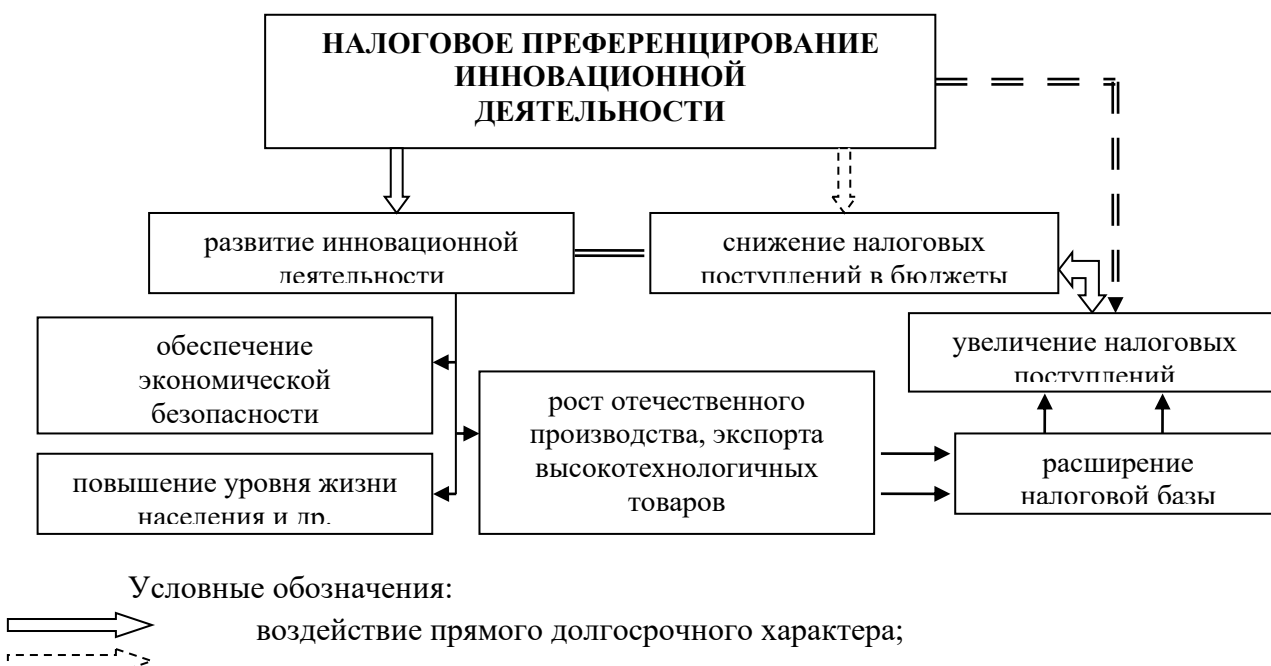 НАЛОГОВОЕ ПРЕФЕРЕНЦИРОВАНИЕ
ИННОВАЦИОННОЙ
ДЕЯТЕЛЬНОСТИ
развитие инновационной
деятельности
снижение налоговых
поступлений в бюджеты
обеспечение
экономической
безопасности
увеличение налоговых
поступлений
рост отечественного
производства, экспорта
высокотехнологичных
товаров
повышение уровня жизни
населения и др.
расширение
налоговой базы
Условные обозначения:
воздействие прямого долгосрочного характера;